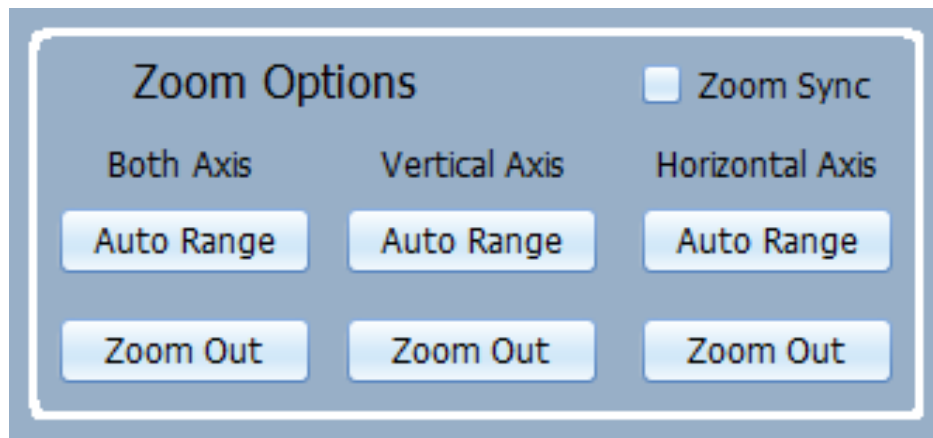 Zoom Options Zoom Sync
Both Axis Vertical Axis Horizontal Axis
Auto Range Auto Range Auto Range
Zoom Out Zoom Out Zoom Out